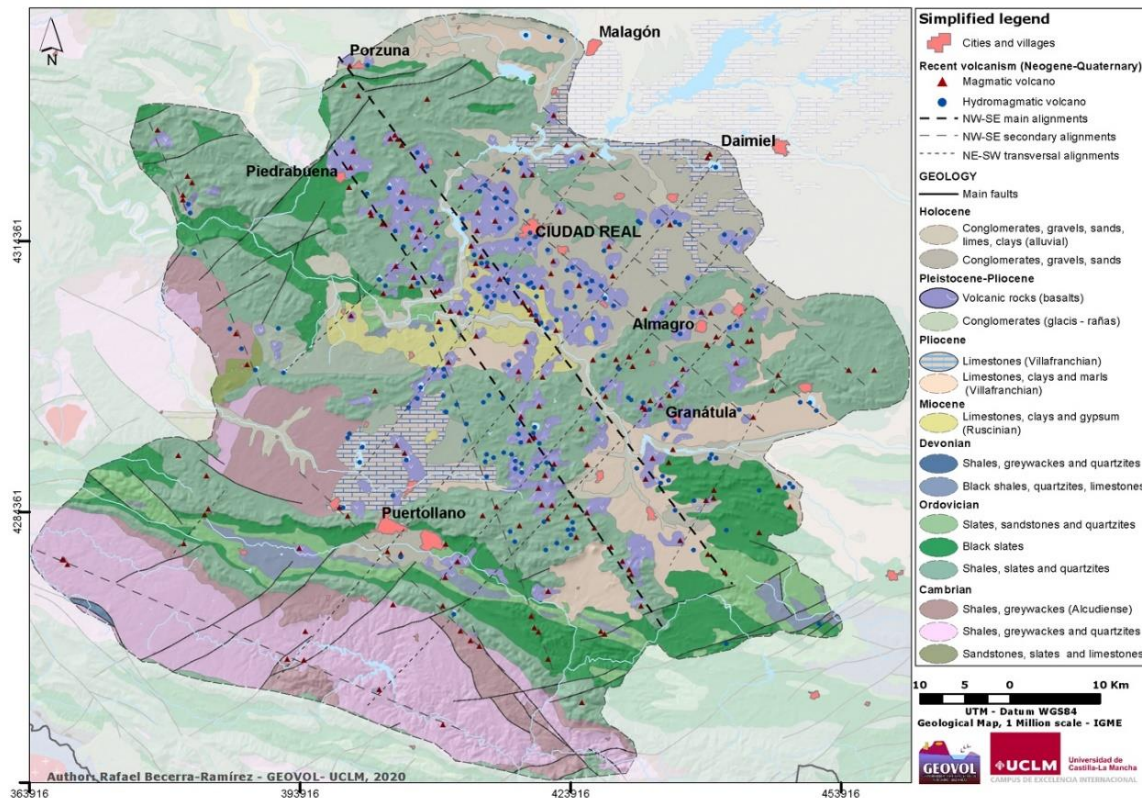 N
Porzuna
Malagón
Daimiel
Piedrabuena
CIUDAD REAL
Almagro
Granátula
Puertollano
4314361
4284361
363916
393916
423916
453916
Author: Rafael Becerra-Ramírez - GEOVOL- UCLM, 2020
Simplified legend
Cities and villages
Recent volcanism (Neogene-Quaternary)
Magmatic volcano
Hydromagmatic volcano
NW-SE main alignments
NW-SE secondary alignments
NE-SW transversal alignments
GEOLOGY
Main faults
Holocene
Conglomerates, gravels, sands,
limes, clays (alluvial)
Conglomerates, gravels, sands
Pleistocene-Pliocene
Volcanic rocks (basalts)
Conglomerates (glacis - rañas)
Pliocene
Limestones (Villafranchian)
Limestones, clays and marls
(Villafranchian)
Miocene
Limestones, clays and gypsum
(Ruscinian)
Devonian
Shales, greywackes and quartzites
Black shales, quartzites, limestones
Ordovician
Slates, sandstones and quartzites
Black slates
Shales, slates and quartzites
Cambrian
Shales, greywackes (Alcudiense)
Shales, greywackes and quartzites
Sandstones, slates and limestones
10 5 0 10 Km
UTM - Datum WGS84
Geological Map, 1 Million scale - IGME
GEOVOL
UCLM
Universidad de
Castilla-La Mancha
CAMPUS DE EXCELENCIA INTERNACIONAL